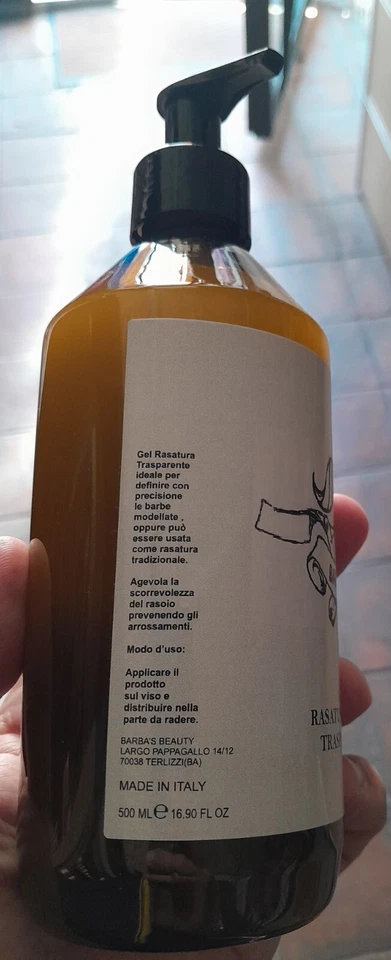 Gel Rasatura
Trasparente
ideale per
definire con
precisione
le barbe
modellate ,
oppure può
essere usata
come rasatura
tradizionale.
Agevola la
scorrevolezza
del rasoio
prevenendo gli
arrossamenti.
Modo d'uso:
Applicare il
prodotto
sul viso e
distribuire nella
parte da radere.
BARBA'S BEAUTY
LARGO PAPPAGALLO 14/12
70038 TERLIZZI(BA)
MADE IN ITALY
500 ML℮16.90 FL OZ